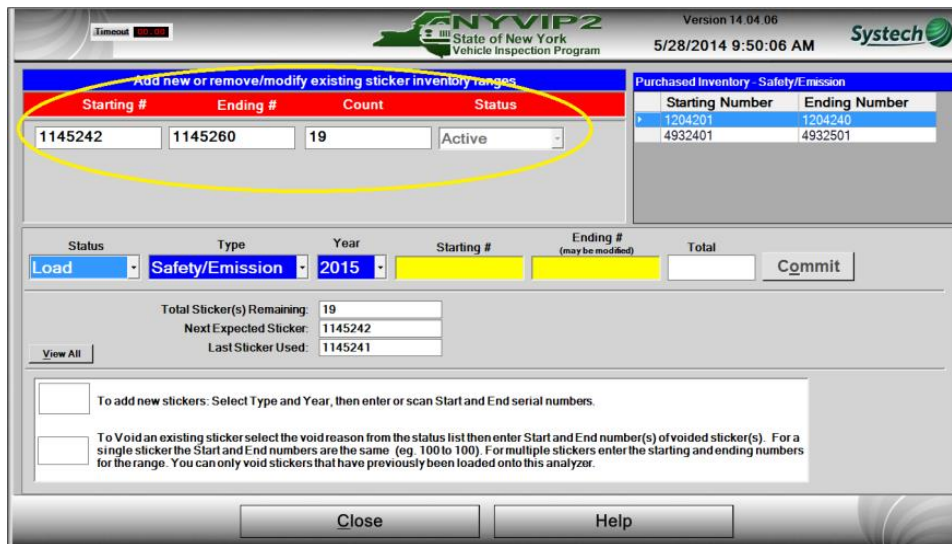 Timeout 00.00
NYVIP2
State of New York
Vehicle Inspection Program
Version 14.04.06
5/28/2014 9:50:06 AM
Systech
Add new or remove/modify existing sticker inventory ranges
Starting # Ending # Count Status
1145242 1145260 19 Active
Purchased Inventory - Safety/Emission
Starting Number Ending Number
1204201 1204240
4932401 4932501
Status Type Year Starting # Ending # (may be modified) Total
Load Safety/Emission 2015 Commit
Total Sticker(s) Remaining: 19
Next Expected Sticker: 1145242
Last Sticker Used: 1145241
View All
To add new stickers: Select Type and Year, then enter or scan Start and End serial numbers.
To Void an existing sticker select the void reason from the status list then enter Start and End number(s) of voided sticker(s). For a
single sticker the Start and End numbers are the same (eg. 100 to 100). For multiple stickers enter the starting and ending numbers
for the range. You can only void stickers that have previously been loaded onto this analyzer.
Close Help